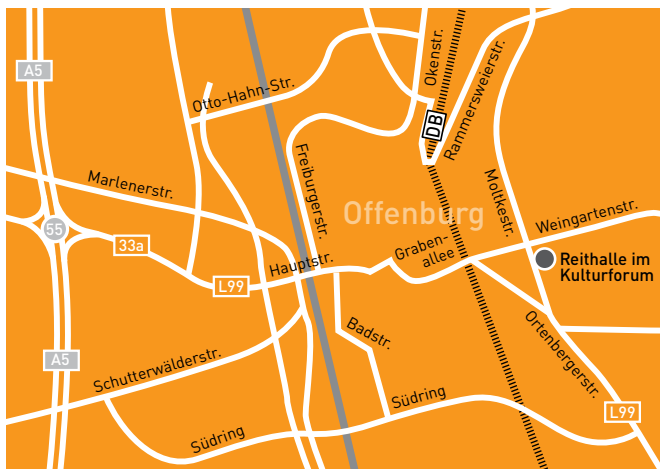 A5
Otto-Hahn-Str.
Okenstr.
DB
Rammersweierstr.
Marlenerstr.
Freiburgerstr.
Offenburg
Moltkestr.
Weingartenstr.
55
33a
Hauptstr.
Graben-
allee
L99
Reithalle im
Kulturforum
Badstr.
A5
Schutterwälderstr.
Ortenbergerstr.
Südring
L99
Südring